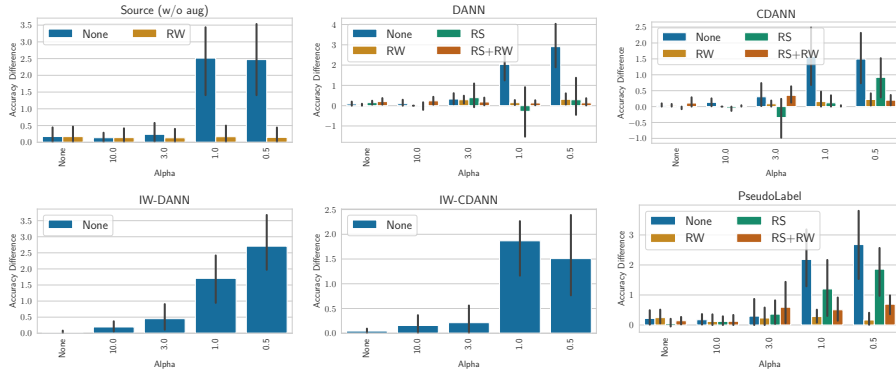 Source (w/o aug)
None RW
Accuracy Difference
3.5
3.0
2.5
2.0
1.5
1.0
0.5
0.0
None 10.0 3.0 1.0 0.5
Alpha
DANN
None RS
RW RS+RW
Accuracy Difference
4
3
2
1
0
−1
None 10.0 3.0 1.0 0.5
Alpha
CDANN
None RS
RW RS+RW
Accuracy Difference
2.5
2.0
1.5
1.0
0.5
0.0
−0.5
−1.0
None 10.0 3.0 1.0 0.5
Alpha
IW-DANN
None
Accuracy Difference
3.5
3.0
2.5
2.0
1.5
1.0
0.5
0.0
None 10.0 3.0 1.0 0.5
Alpha
IW-CDANN
None
Accuracy Difference
2.5
2.0
1.5
1.0
0.5
0.0
None 10.0 3.0 1.0 0.5
Alpha
PseudoLabel
None RS
RW RS+RW
Accuracy Difference
3
2
1
0
None 10.0 3.0 1.0 0.5
Alpha